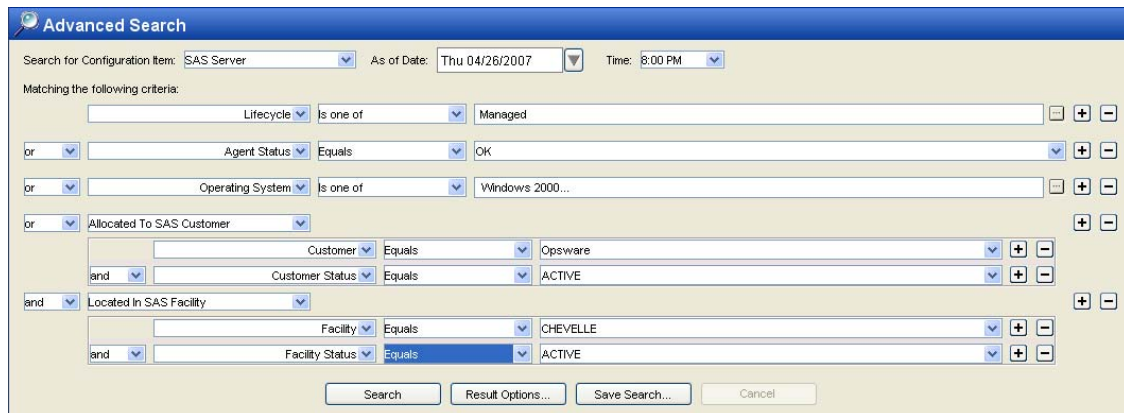 Advanced Search
Search for Configuration Item: SAS Server As of Date: Thu 04/26/2007 Time: 8:00 PM
Matching the following criteria:
Lifecycle Is one of Managed ... + −
or Agent Status Equals OK + −
or Operating System Is one of Windows 2000... ... + −
or Allocated To SAS Customer + −
Customer Equals Opsware + −
and Customer Status Equals ACTIVE + −
and Located In SAS Facility + −
Facility Equals CHEVELLE + −
and Facility Status Equals ACTIVE + −
Search Result Options... Save Search... Cancel